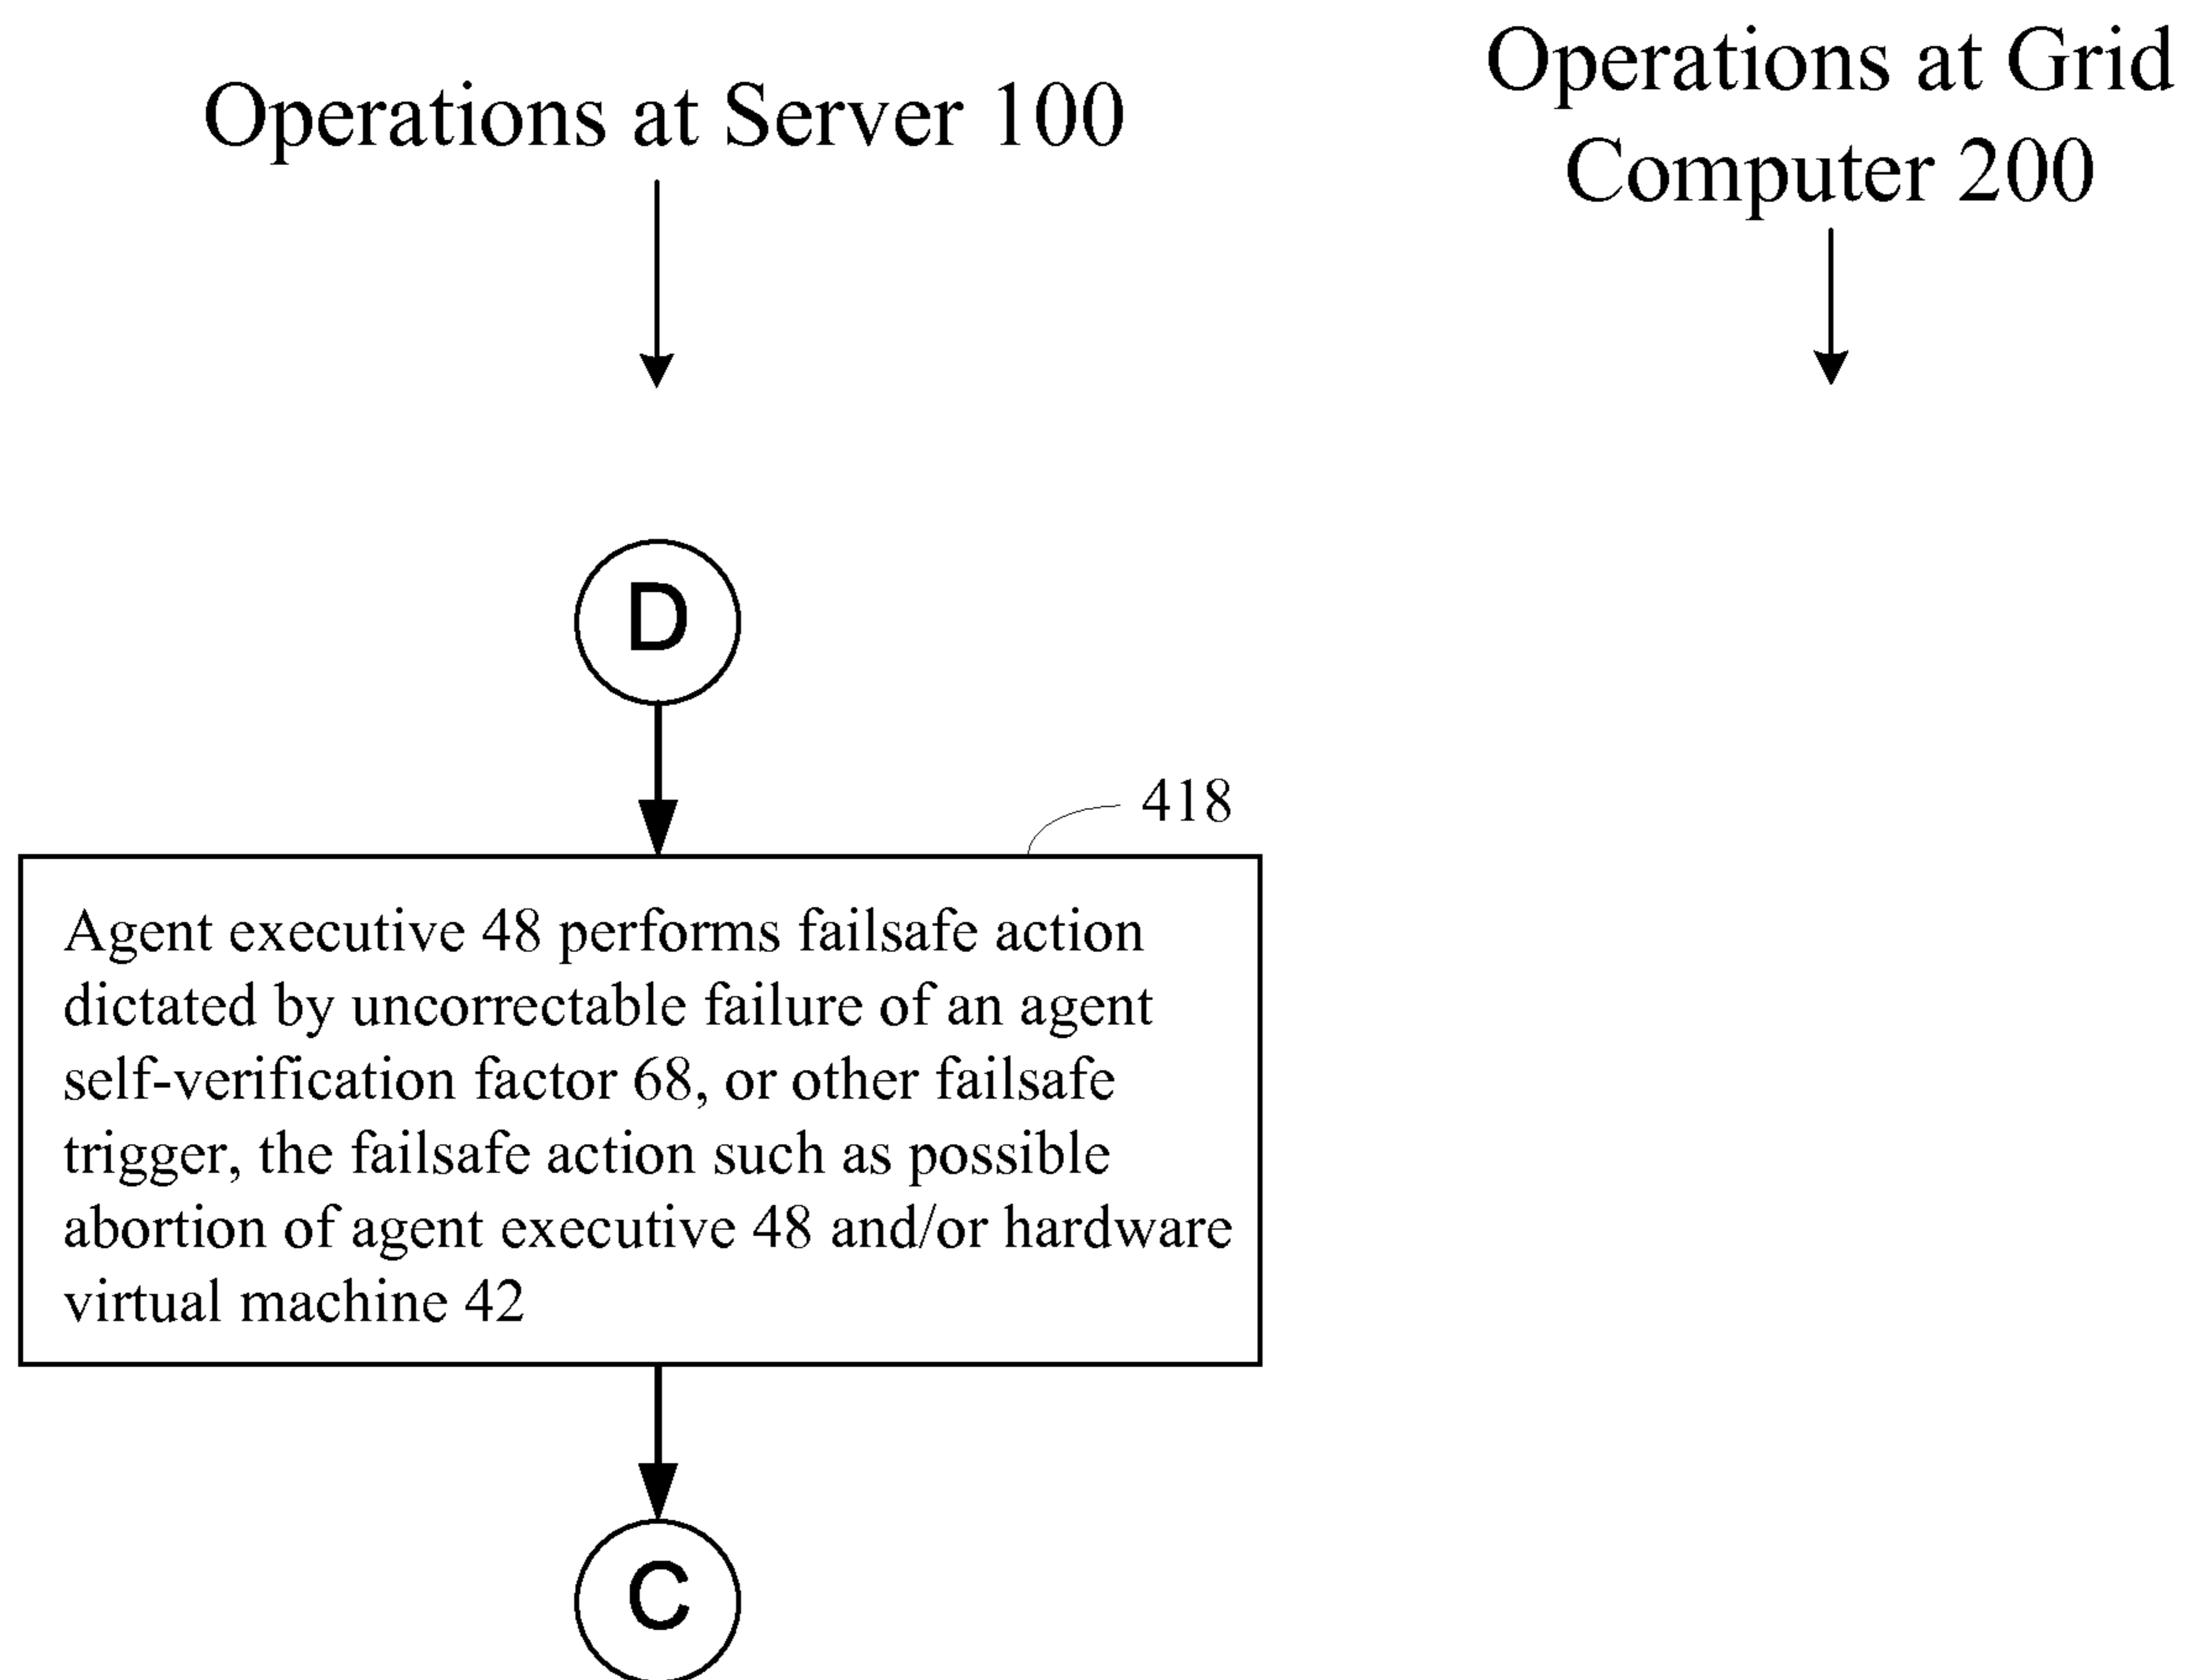 Operations at Server 100
Operations at Grid
Computer 200
D
418
Agent executive 48 performs failsafe action
dictated by uncorrectable failure of an agent
self-verification factor 68, or other failsafe
trigger, the failsafe action such as possible
abortion of agent executive 48 and/or hardware
virtual machine 42
C